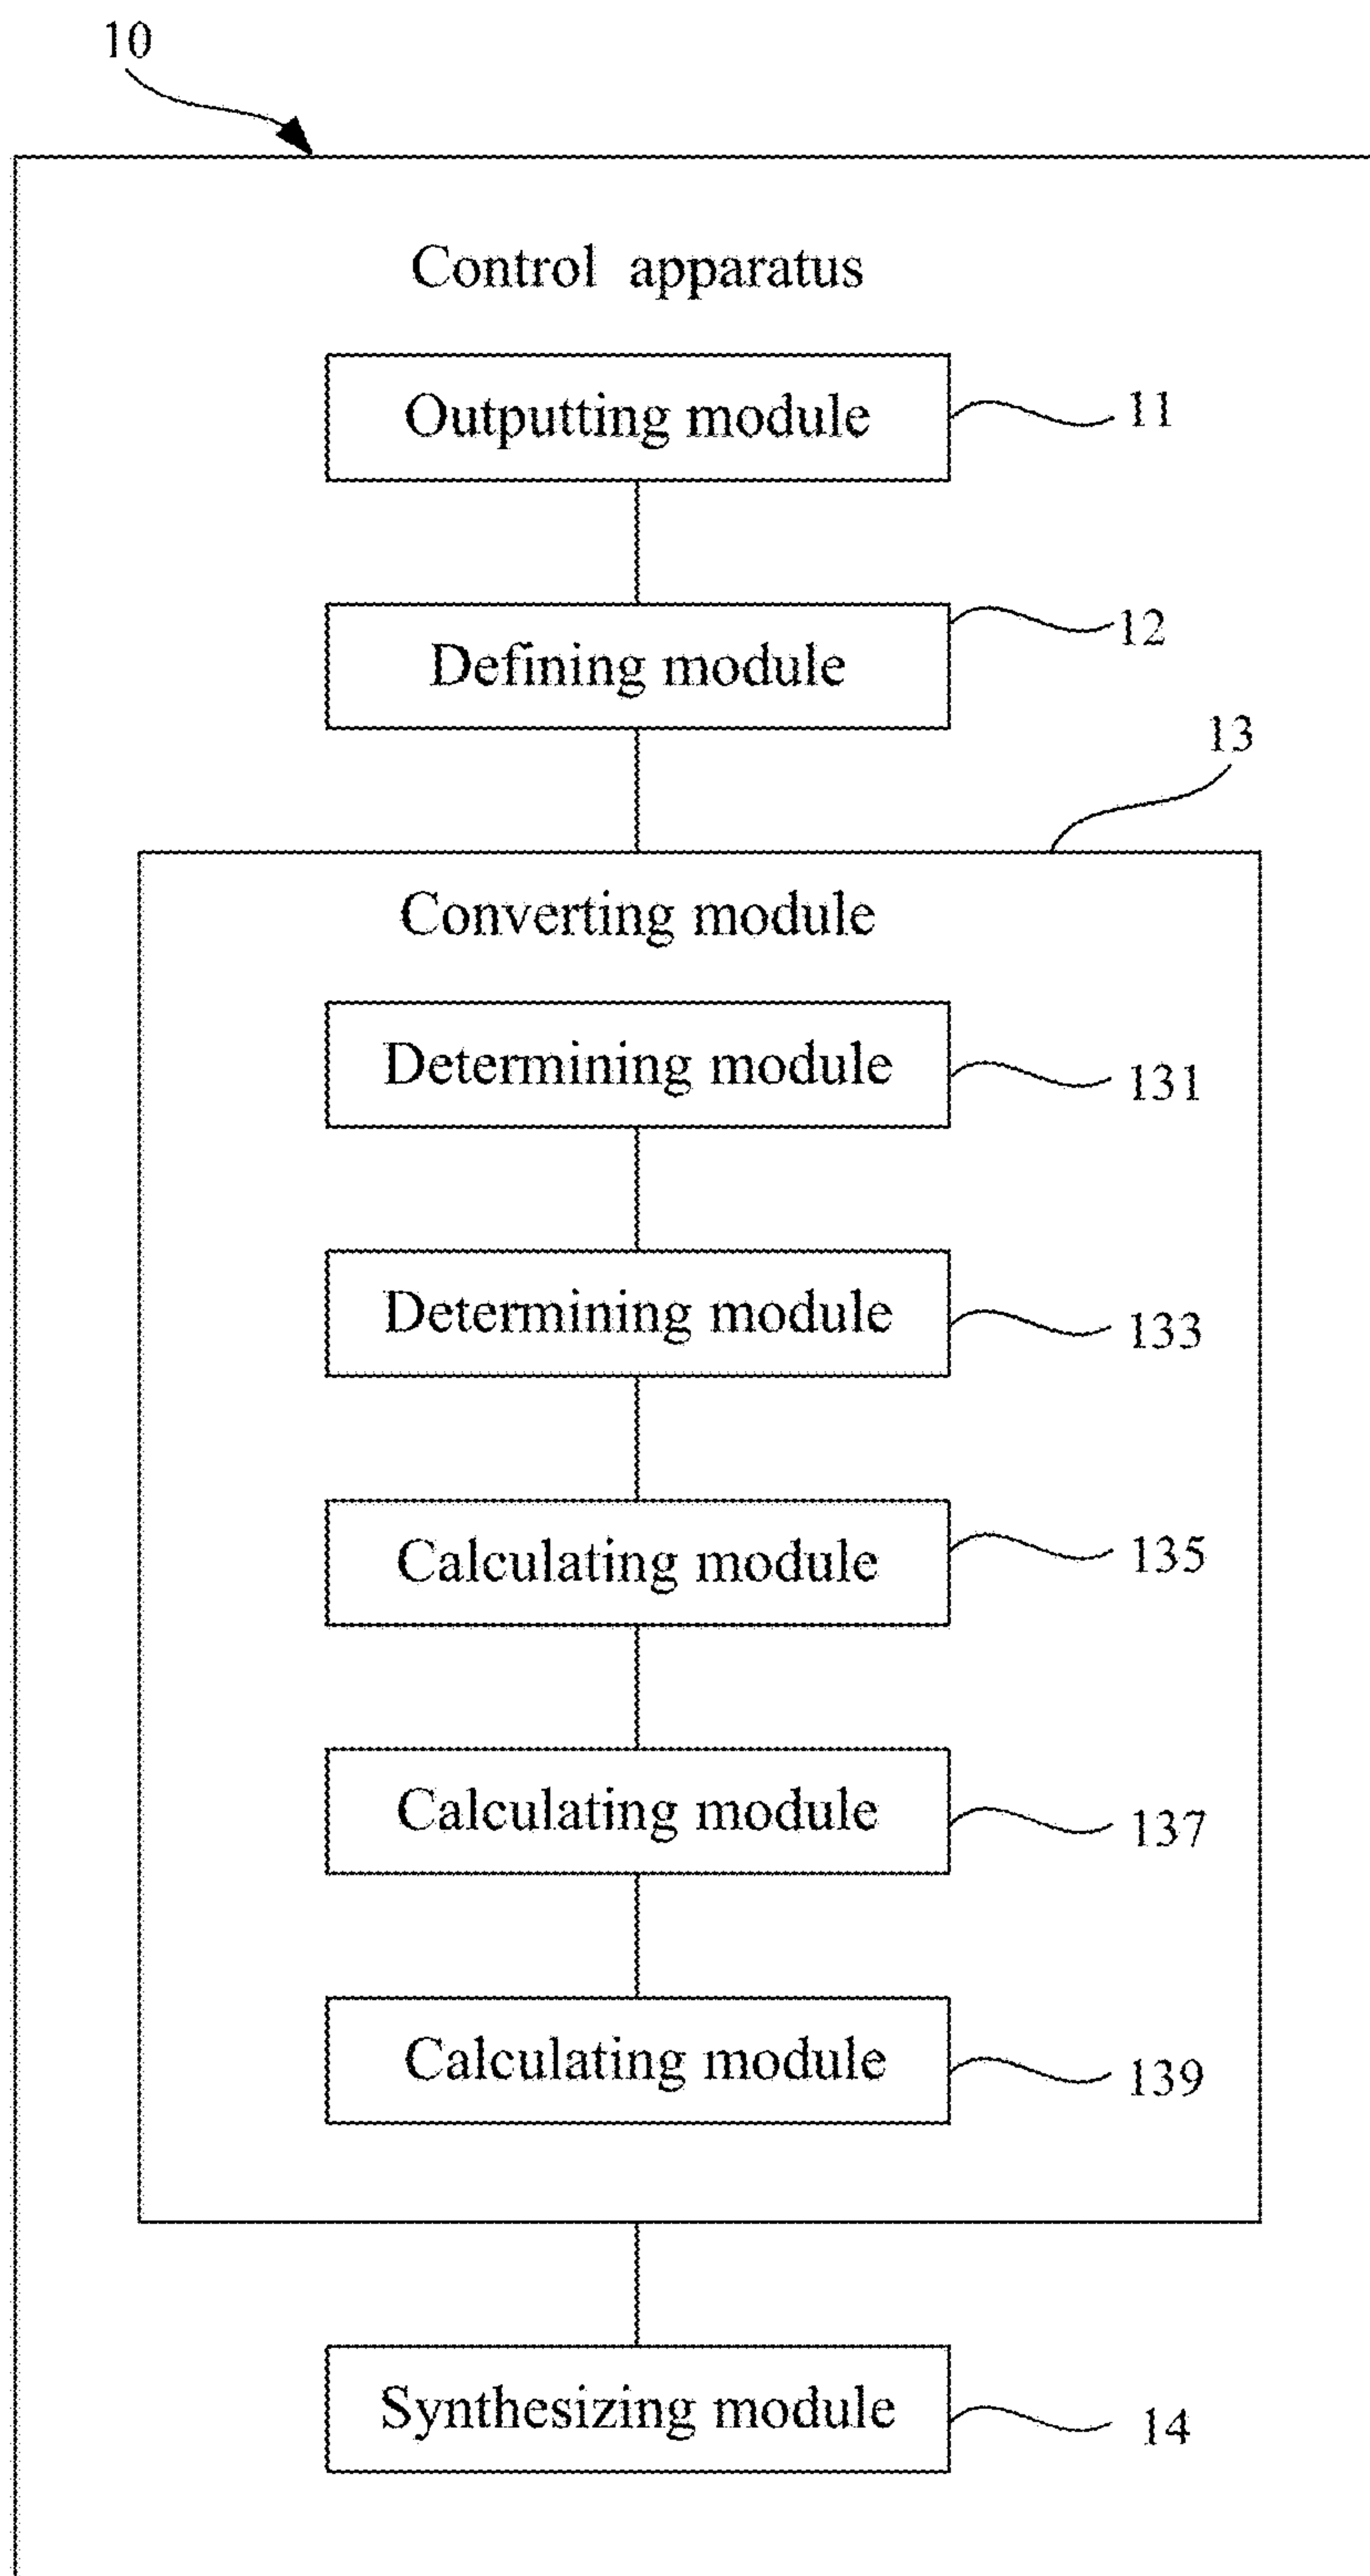 10
Control apparatus
Outputting module
11
Defining module
12
13
Converting module
Determining module
131
Determining module
133
Calculating module
135
Calculating module
137
Calculating module
139
Synthesizing module
14